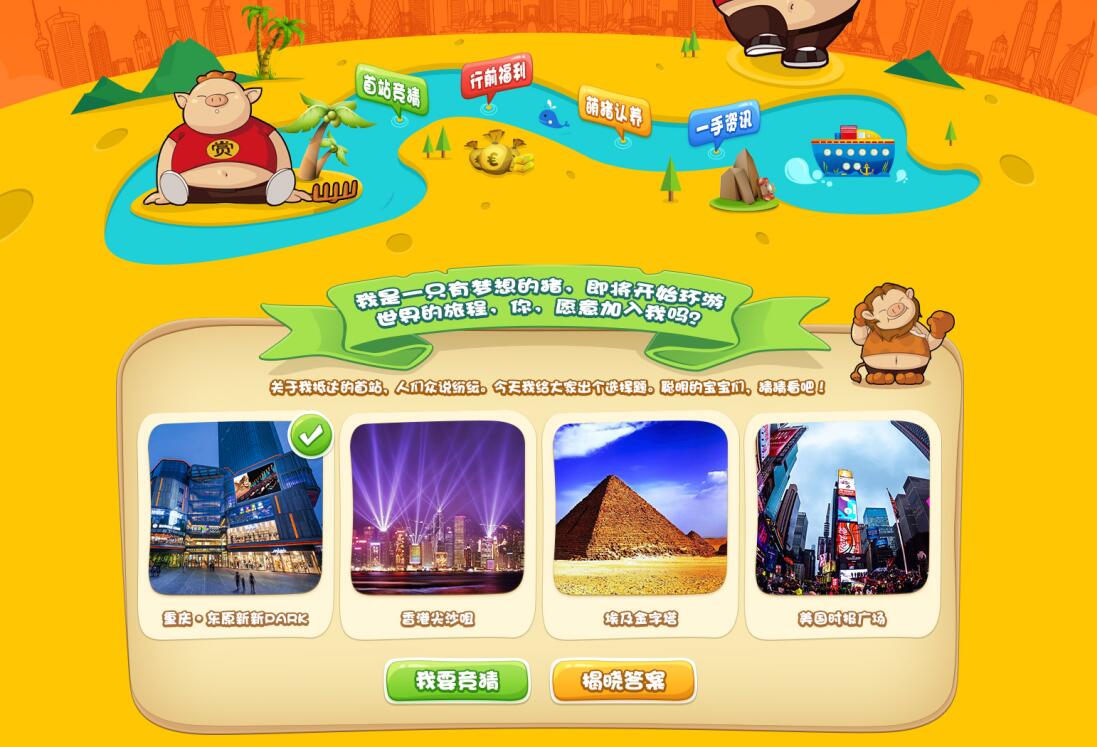 首站竞猜
行前福利
萌猪认养
一手资讯
赏
我是一只有梦想的猪，即将开始环游
世界的旅程，你，愿意加入我吗？
关于我抵达的首站，人们众说纷纭。今天我给大家出个选择题。聪明的宝宝们，猜猜看吧！
重庆·东原新新PARK
香港尖沙咀
埃及金字塔
美国时报广场
我要竞猜
揭晓答案